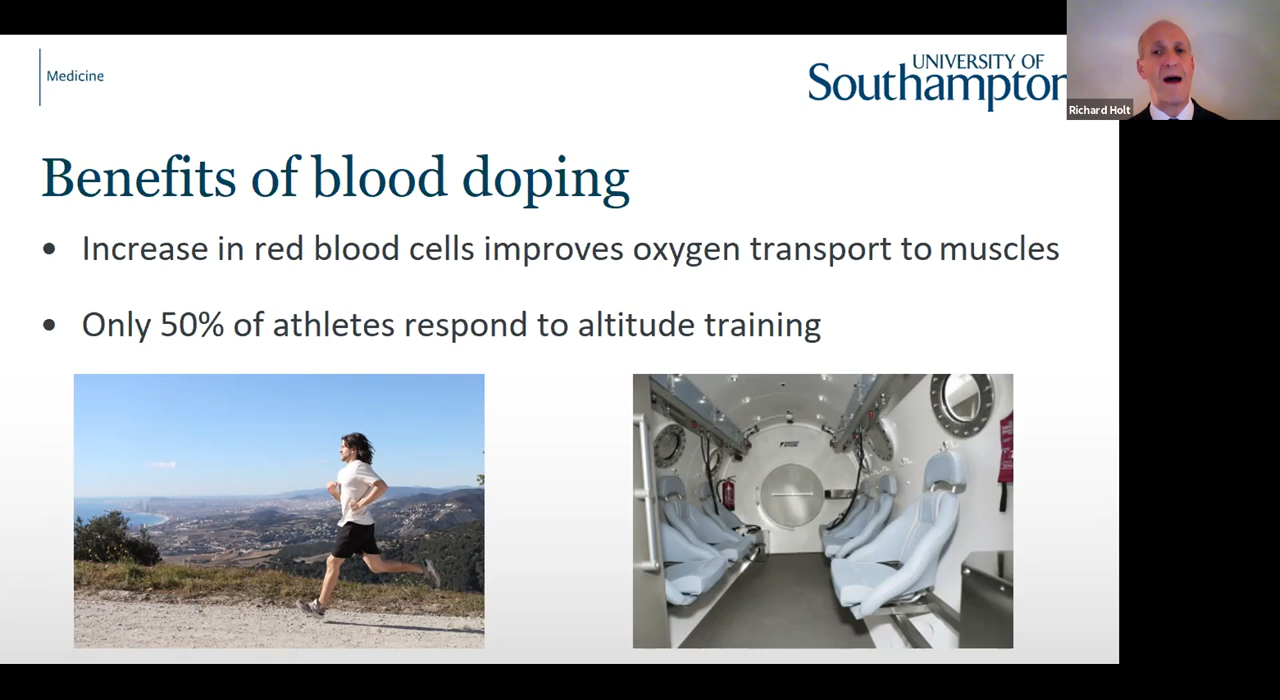 Medicine
UNIVERSITY OF
Southampton
Richard Holt
Benefits of blood doping
• Increase in red blood cells improves oxygen transport to muscles
• Only 50% of athletes respond to altitude training